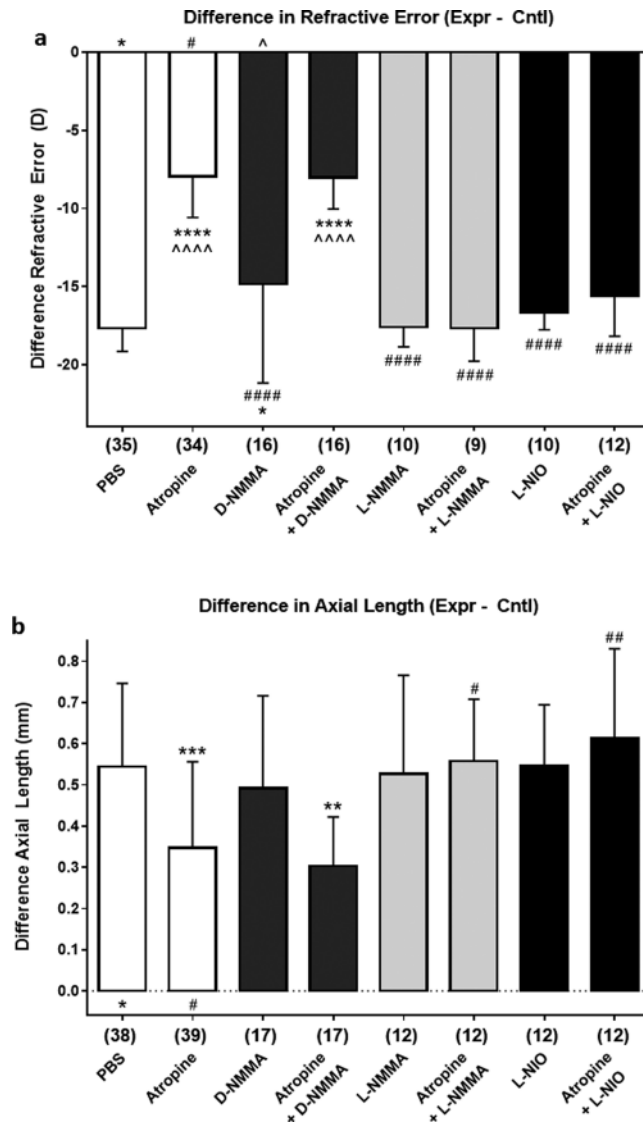 Difference in Refractive Error (Expr - Cntl)
a
* # ^
0
-5
-10
-15
-20
Difference Refractive Error (D)
****
^^^^
####
*
****
^^^^
####
####
####
####
(35) (34) (16) (16) (10) (9) (10) (12)
PBS
Atropine
D-NMMA
Atropine
+ D-NMMA
L-NMMA
Atropine
+ L-NMMA
L-NIO
Atropine
+ L-NIO
Difference in Axial Length (Expr - Cntl)
b
0.8
0.7
0.6
0.5
0.4
0.3
0.2
0.1
0.0
Difference Axial Length (mm)
***
**
#
##
* #
(38) (39) (17) (17) (12) (12) (12) (12)
PBS
Atropine
D-NMMA
Atropine
+ D-NMMA
L-NMMA
Atropine
+ L-NMMA
L-NIO
Atropine
+ L-NIO